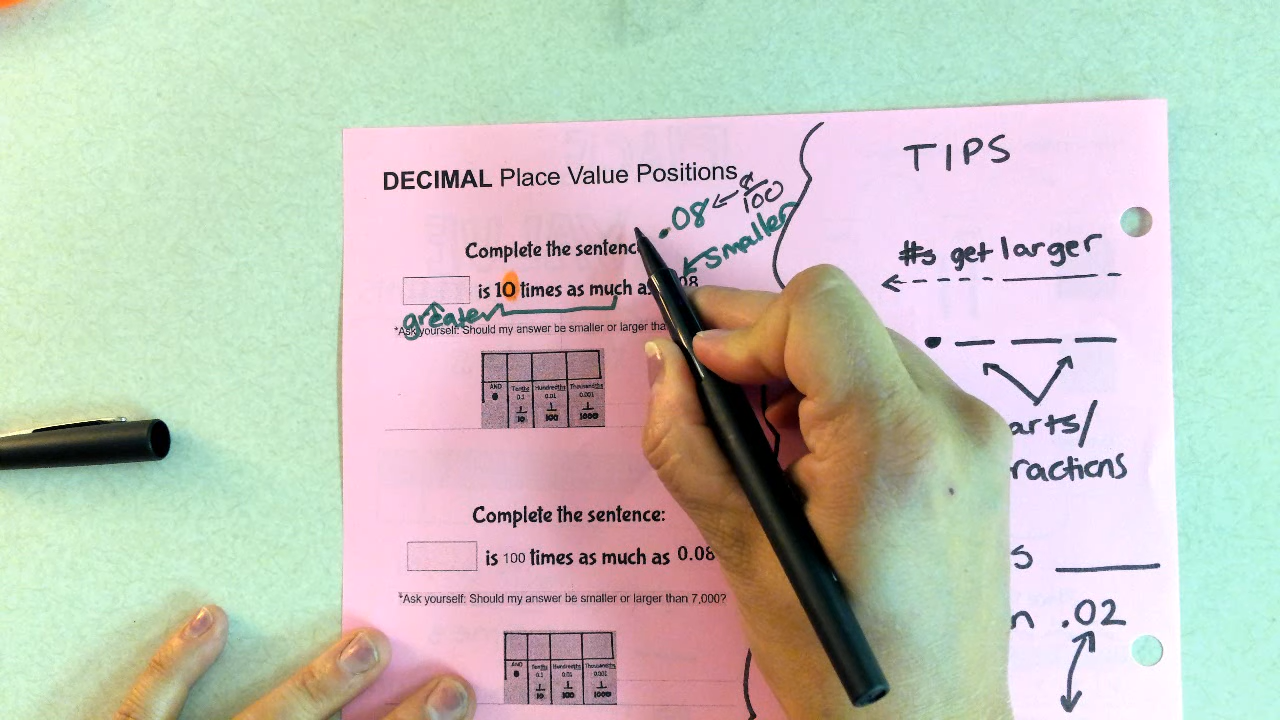 DECIMAL Place Value Positions
.08 ← 8/100
smaller
Complete the sentenc
is 10 times as much as 08
greater
*Ask yourself: Should my answer be smaller or larger tha
AND Tenths Hundredths Thousandths
0.1 0.01 0.001
1/10 1/100 1/1000
Complete the sentence:
is 100 times as much as 0.08
*Ask yourself: Should my answer be smaller or larger than 7,000?
AND Tenths Hundredths Thousandths
0.1 0.01 0.001
1/10 1/100 1/1000
TIPS
#s get larger
arts/
ractions
s
n .02